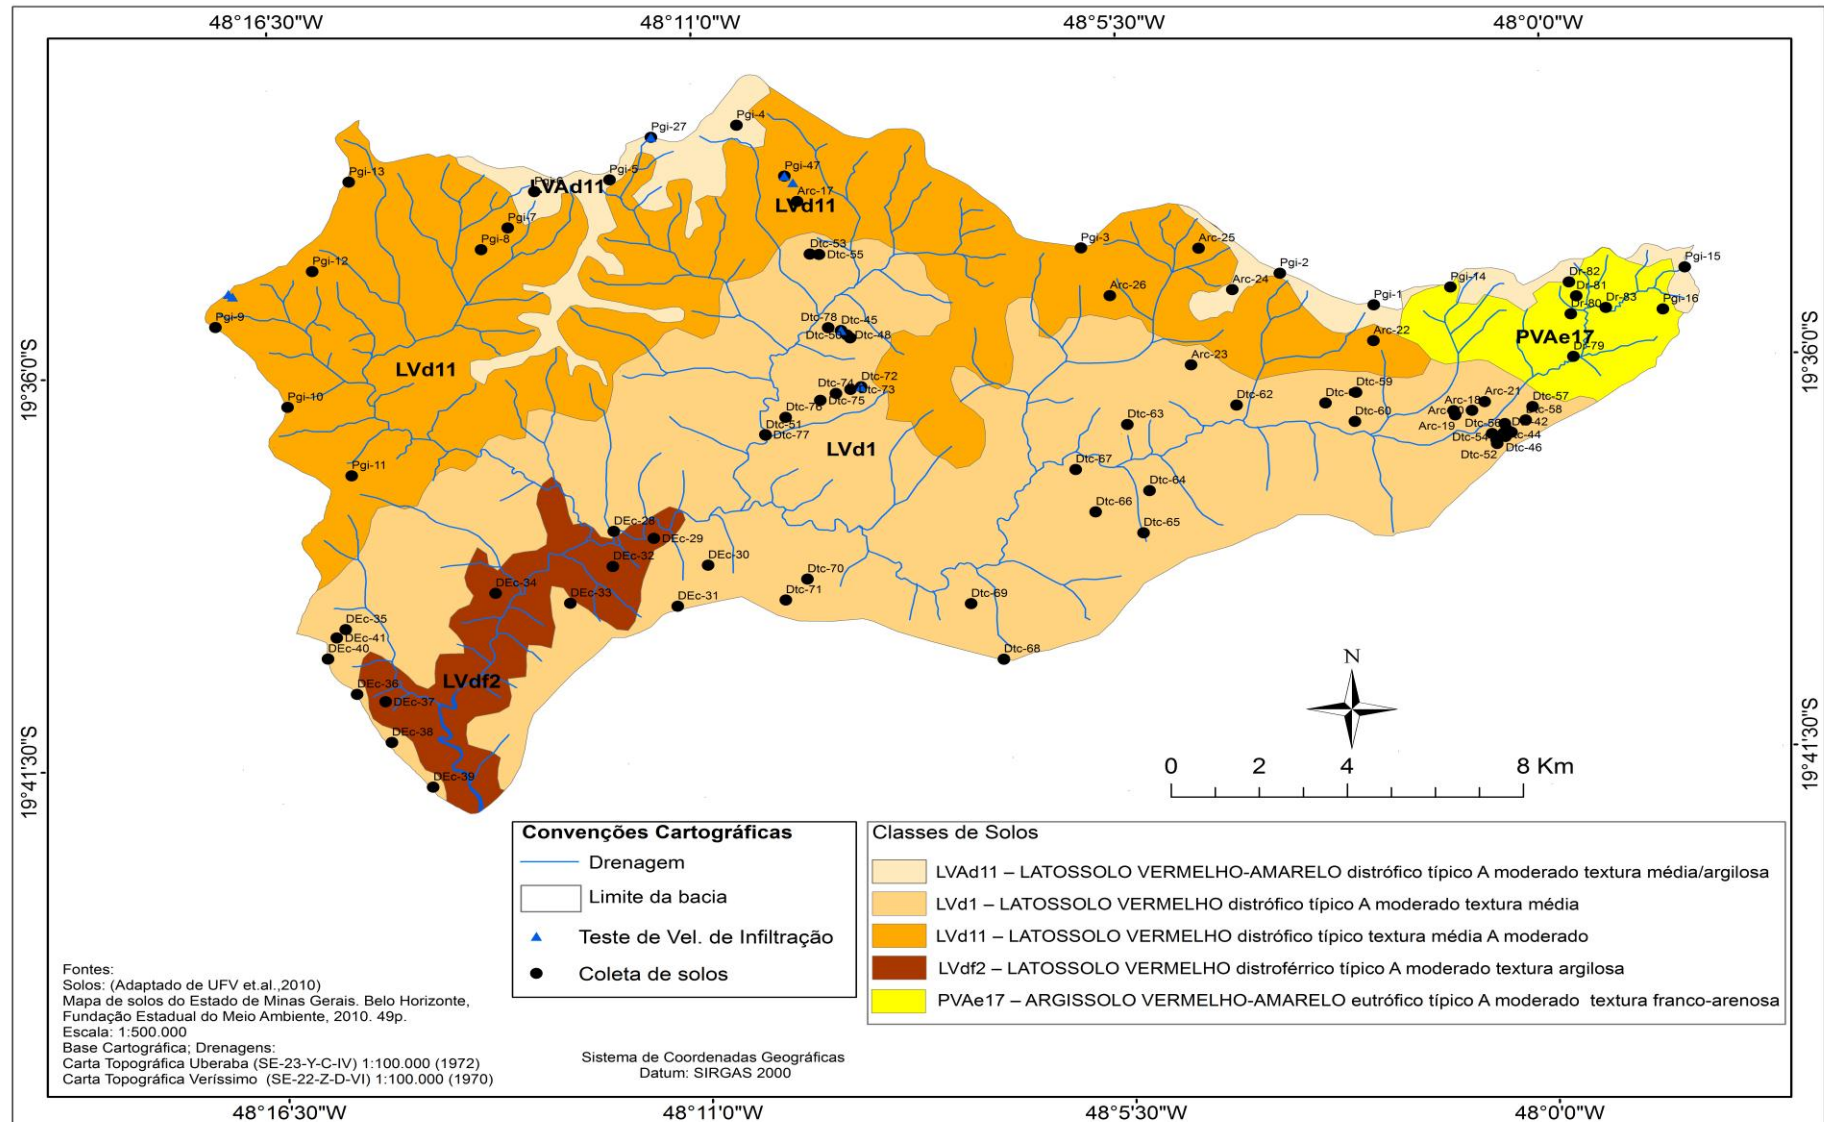 48°16'30"W 48°11'0"W 48°5'30"W 48°0'0"W
Pgi-4
Pgi-27
Pgi-13
Pgi-5
Pgi-6
LVAd11
Pgi-47
Arc-17
LVd11
Pgi-7
Pgi-8
Pgi-3
Arc-25
Dtc-53
Dtc-55
Pgi-12
Pgi-2
Pgi-15
Arc-24
Arc-26
Pgi-14
Dr-82
Dr-81
Dr-80
Dr-83
Pgi-16
Pgi-1
Pgi-9
Dtc-78
Dtc-45
Dtc-50
Dtc-48
Arc-22
PVAe17
Dr-79
19°36'0"S
19°36'0"S
LVd11
Arc-23
Dtc-72
Dtc-74
Dtc-73
Dtc-75
Dtc-76
Dtc-51
Dtc-77
Pgi-10
Dtc-59
Dtc-62
Dtc-60
Dtc-63
Arc-21
Arc-18
Arc-19
Dtc-57
Dtc-58
Dtc-56
Dtc-54
Dtc-52
Dtc-46
LVd1
Pgi-11
Dtc-67
Dtc-64
Dtc-66
Dtc-65
DEc-28
DEc-29
DEc-32
DEc-30
DEc-34
DEc-33
DEc-31
Dtc-70
Dtc-71
Dtc-69
DEc-35
DEc-41
DEc-40
Dtc-68
LVdf2
DEc-36
DEc-37
DEc-38
DEc-39
N
19°41'30"S
19°41'30"S
0 2 4 8 Km
Convenções Cartográficas
Drenagem
Limite da bacia
Teste de Vel. de Infiltração
Coleta de solos
Classes de Solos
LVAd11 – LATOSSOLO VERMELHO-AMARELO distrófico típico A moderado textura média/argilosa
LVd1 – LATOSSOLO VERMELHO distrófico típico A moderado textura média
LVd11 – LATOSSOLO VERMELHO distrófico típico textura média A moderado
LVdf2 – LATOSSOLO VERMELHO distroférrico típico A moderado textura argilosa
PVAe17 – ARGISSOLO VERMELHO-AMARELO eutrófico típico A moderado textura franco-arenosa
Fontes:
Solos: (Adaptado de UFV et.al.,2010)
Mapa de solos do Estado de Minas Gerais. Belo Horizonte,
Fundação Estadual do Meio Ambiente, 2010. 49p.
Escala: 1:500.000
Base Cartográfica; Drenagens:
Carta Topográfica Uberaba (SE-23-Y-C-IV) 1:100.000 (1972)
Carta Topográfica Veríssimo (SE-22-Z-D-VI) 1:100.000 (1970)
Sistema de Coordenadas Geográficas
Datum: SIRGAS 2000
48°16'30"W 48°11'0"W 48°5'30"W 48°0'0"W